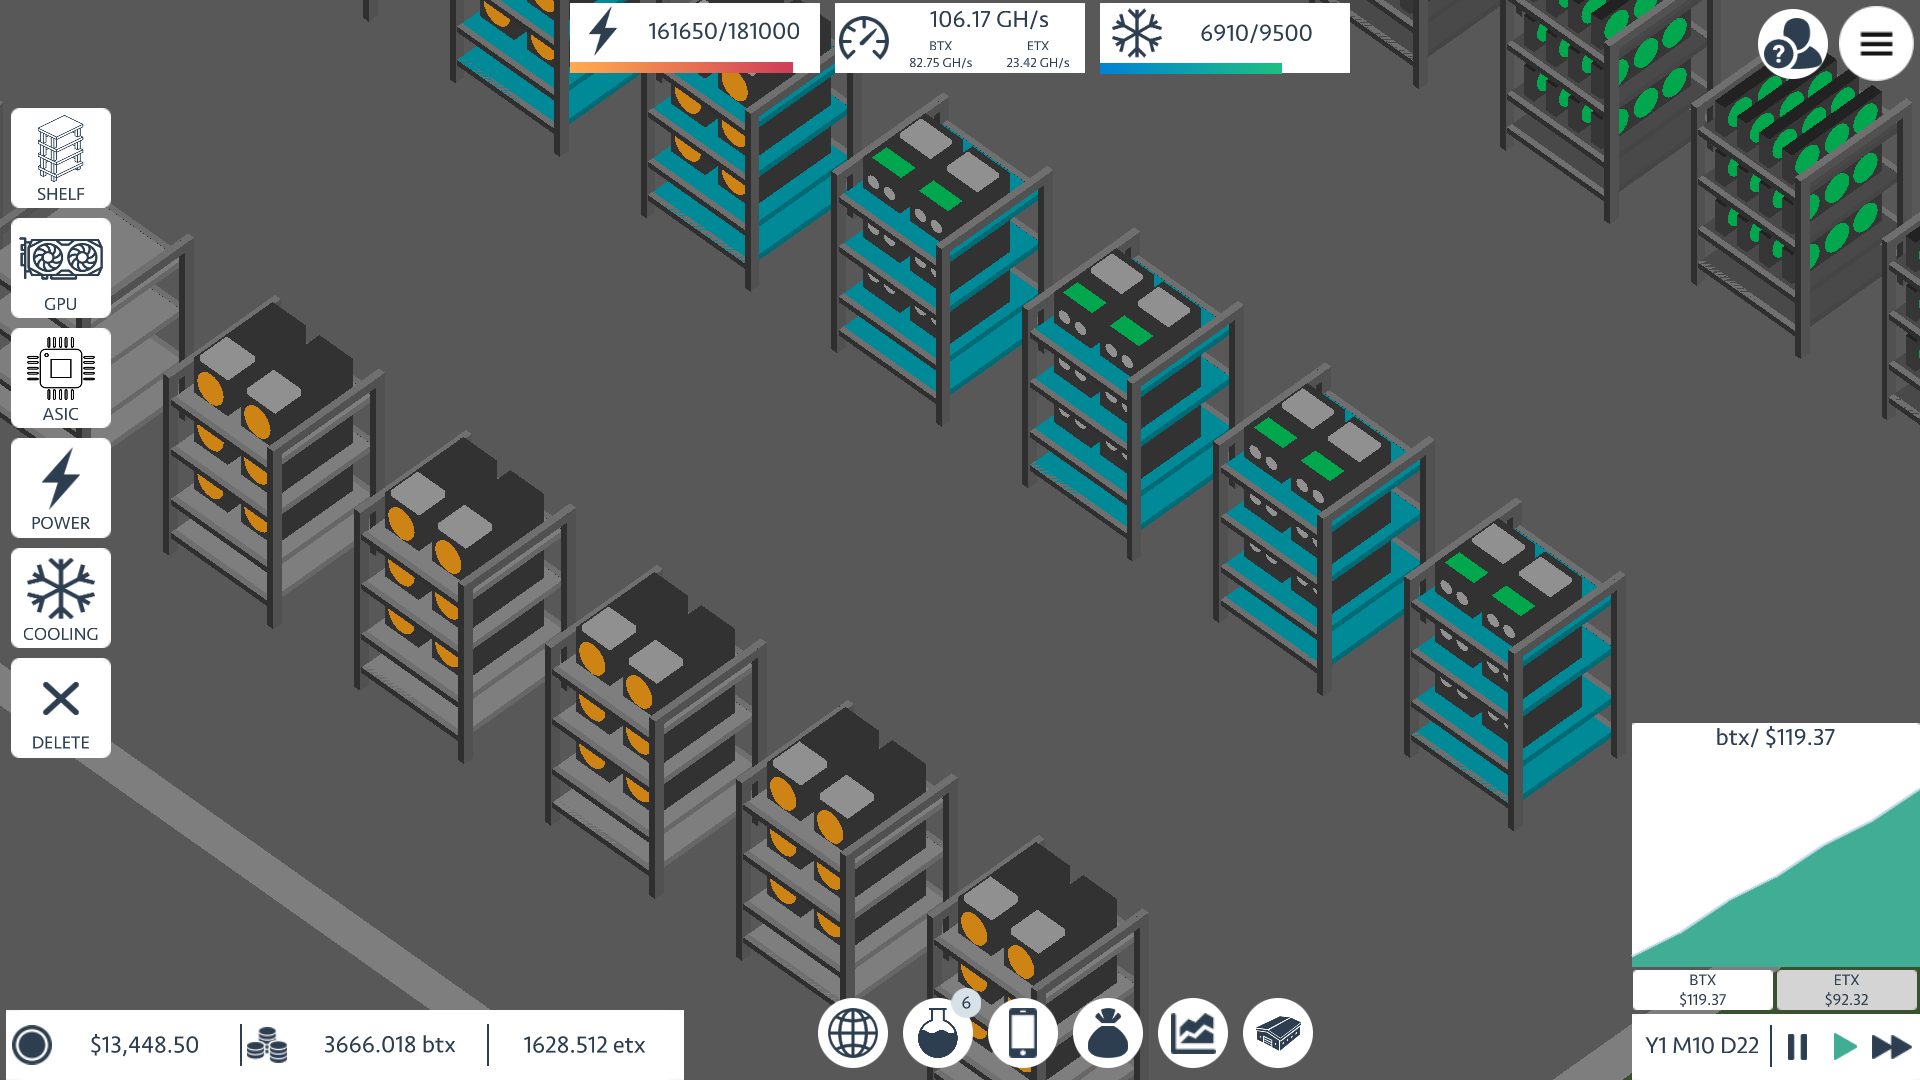 161650/181000
106.17 GH/s
BTX ETX
82.75 GH/s 23.42 GH/s
6910/9500
?
SHELF
GPU
ASIC
POWER
COOLING
DELETE
btx/ $119.37
BTX
$119.37
ETX
$92.32
6
$13,448.50
3666.018 btx
1628.512 etx
Y1 M10 D22